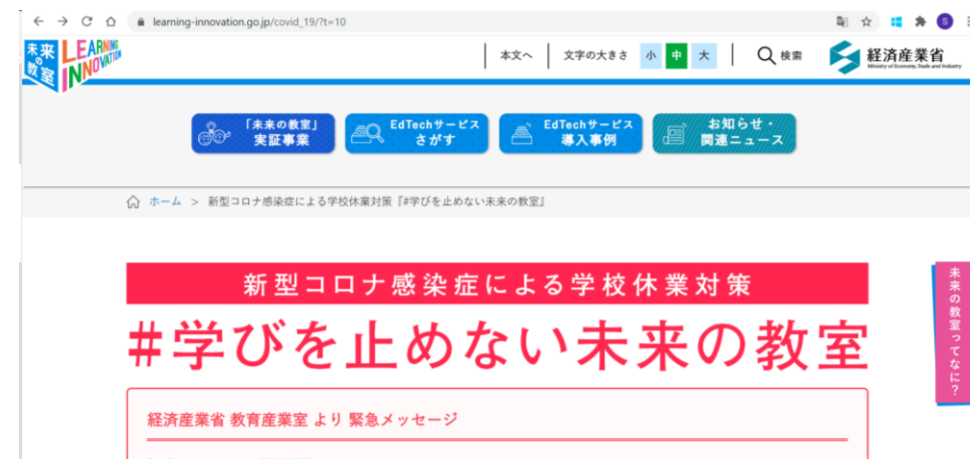 learning-innovation.go.jp/covid_19/?t=10
S
未来の教室
LEARNING INNOVATION
本文へ
文字の大きさ 小 中 大
検索
経済産業省
Ministry of Economy, Trade and Industry
「未来の教室」
実証事業
EdTechサービス
さがす
EdTechサービス
導入事例
お知らせ・
関連ニュース
ホーム > 新型コロナ感染症による学校休業対策『#学びを止めない未来の教室』
新型コロナ感染症による学校休業対策
#学びを止めない未来の教室
未来の教室ってなに?
経済産業省 教育産業室 より 緊急メッセージ